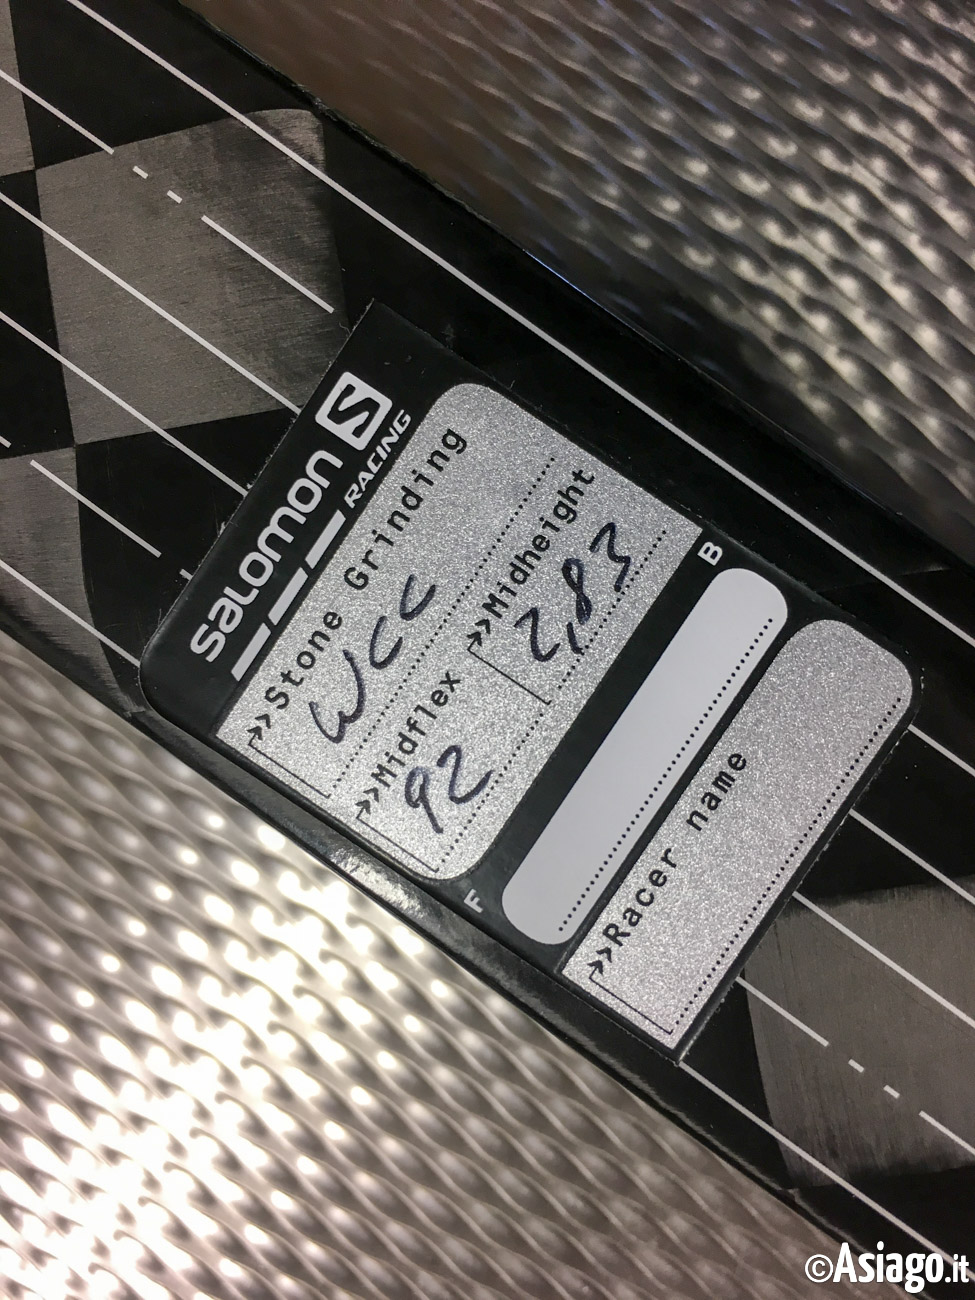 salomon
RACING
>>Stone Grinding
WCC
>>Midflex
92
>>Midheight
2,83
F
B
>>Racer name
©Asiago.it